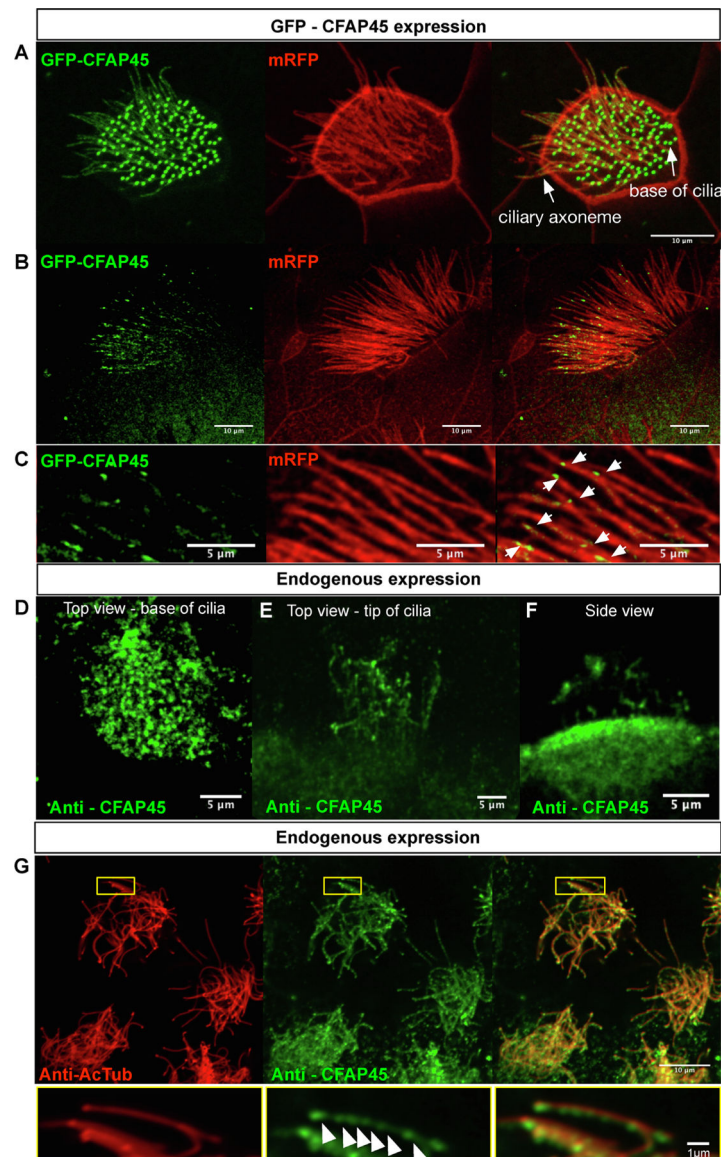 GFP - CFAP45 expression
A
GFP-CFAP45 mRFP
base of cilia
ciliary axoneme
10 µm
B
GFP-CFAP45 mRFP
10 µm 10 µm 10 µm
C
GFP-CFAP45 mRFP
5 µm 5 µm 5 µm
Endogenous expression
D Top view - base of cilia E Top view - tip of cilia F Side view
5 µm 5 µm 5 µm
Anti - CFAP45 Anti - CFAP45 Anti - CFAP45
Endogenous expression
G
10 µm
Anti-AcTub Anti - CFAP45
1µm